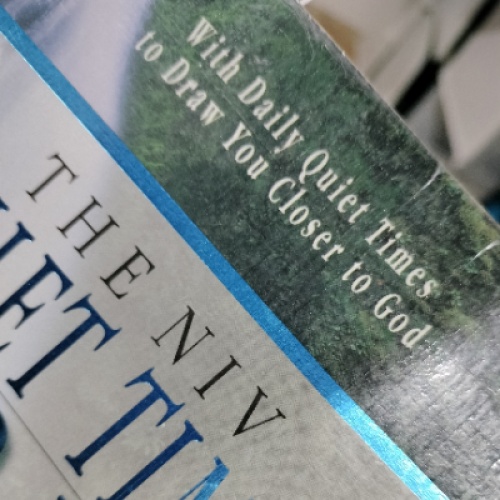 With Daily Quiet Times
to Draw You Closer to God
THE NIV